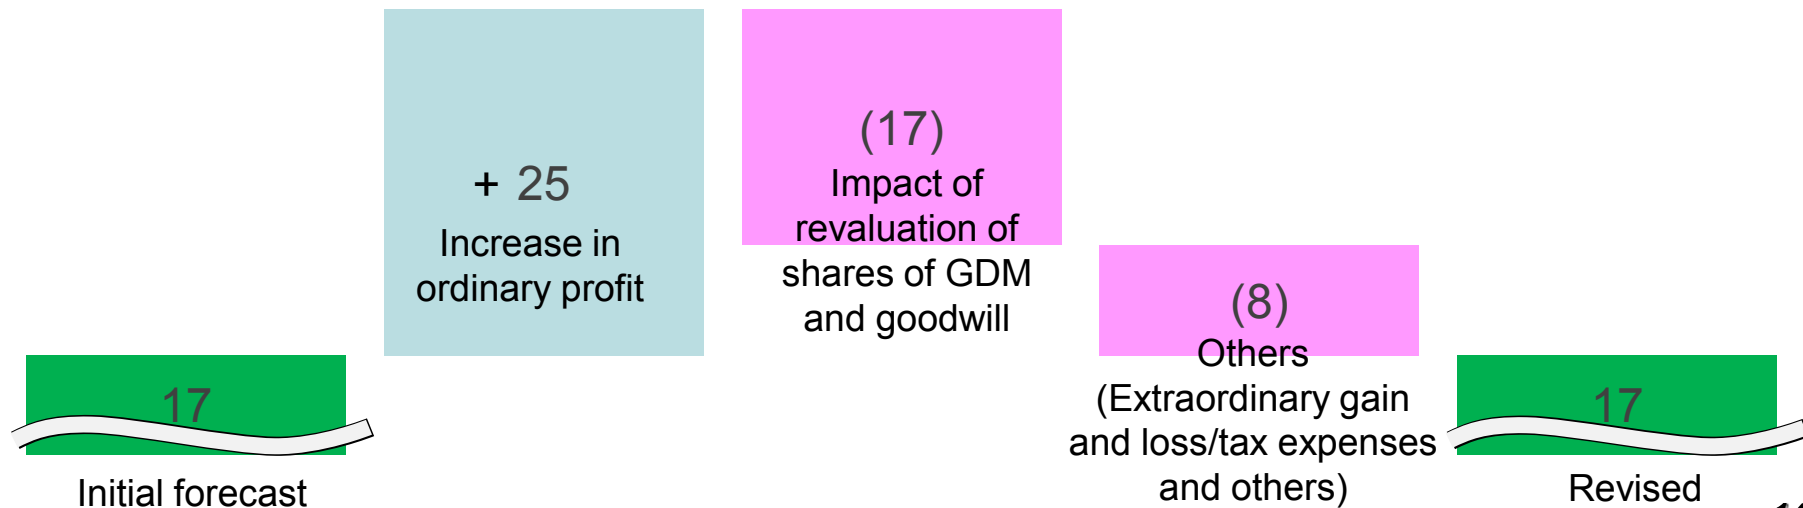 17
Initial forecast
+ 25
Increase in
ordinary profit
(17)
Impact of
revaluation of
shares of GDM
and goodwill
(8)
Others
(Extraordinary gain
and loss/tax expenses
and others)
17
Revised